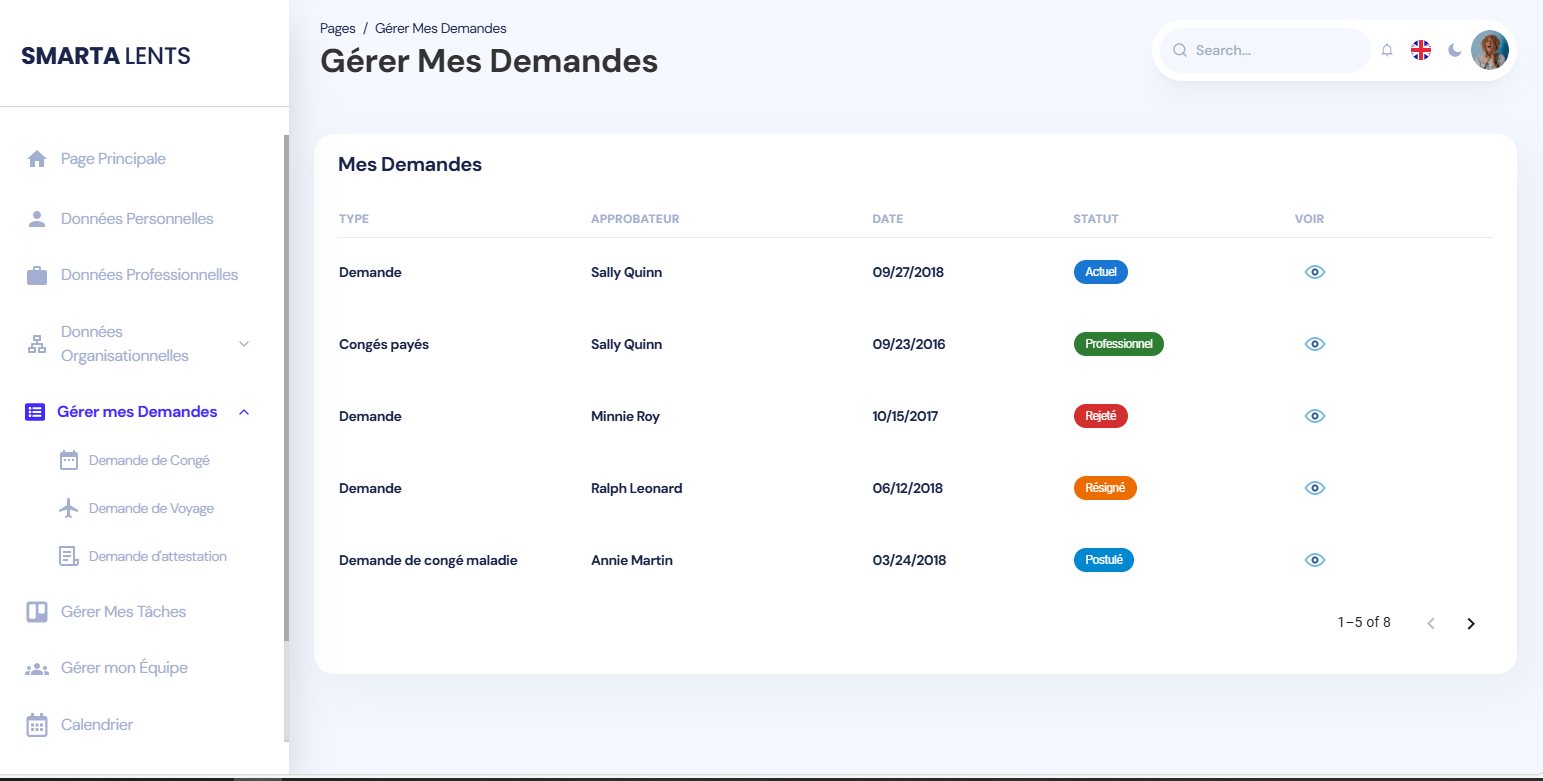 SMARTA LENTS
Page Principale
Données Personnelles
Données Professionnelles
Données
Organisationnelles
Gérer mes Demandes
Demande de Congé
Demande de Voyage
Demande d'attestation
Gérer Mes Tâches
Gérer mon Équipe
Calendrier
Pages / Gérer Mes Demandes
Gérer Mes Demandes
Search...
Mes Demandes
TYPE APPROBATEUR DATE STATUT VOIR
Demande Sally Quinn 09/27/2018 Actuel
Congés payés Sally Quinn 09/23/2016 Professionnel
Demande Minnie Roy 10/15/2017 Rejeté
Demande Ralph Leonard 06/12/2018 Résigné
Demande de congé maladie Annie Martin 03/24/2018 Postulé
1–5 of 8